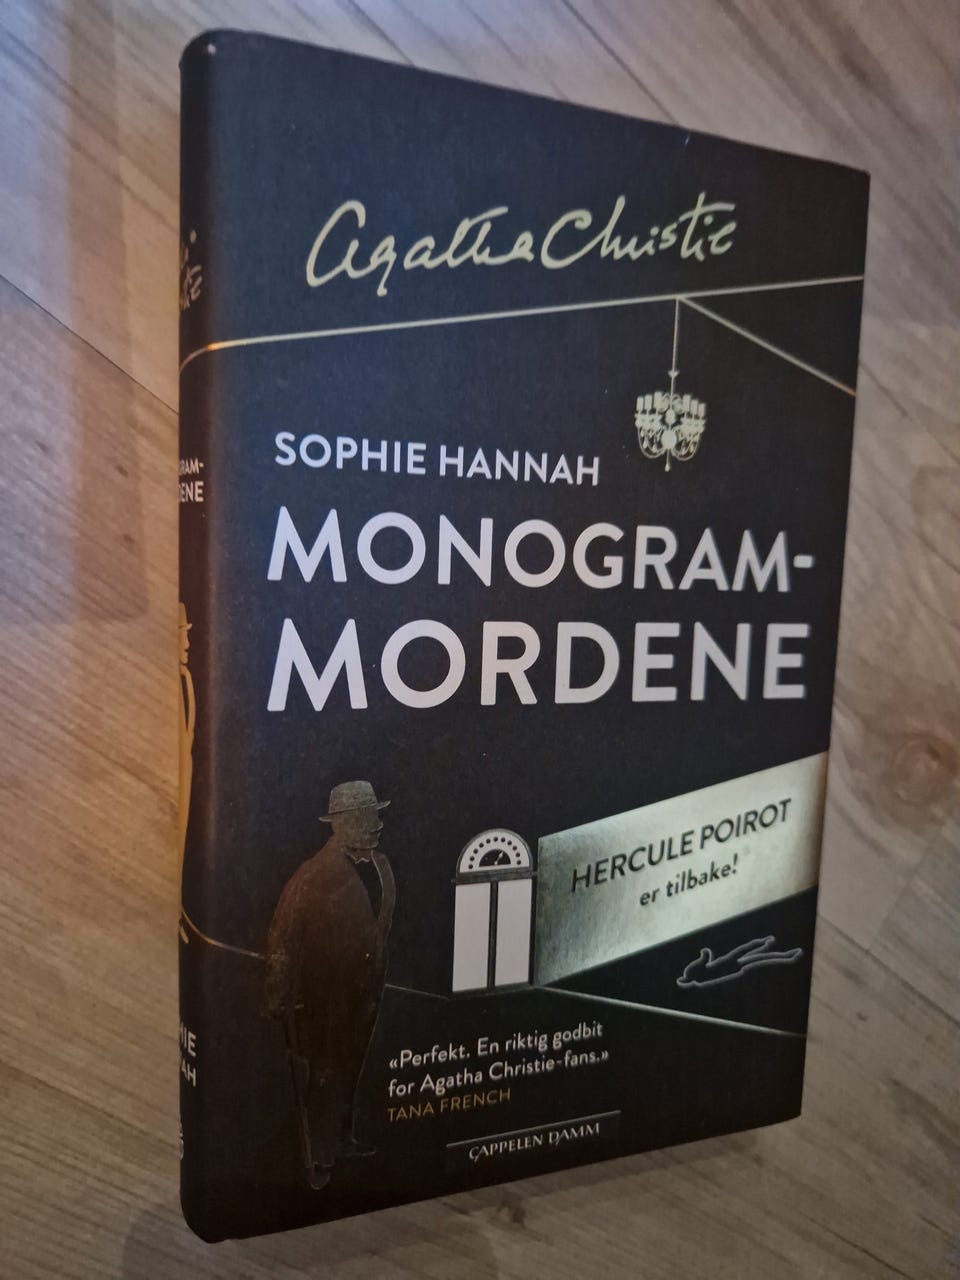 Agatha Christie
SOPHIE HANNAH
MONOGRAM-
MORDENE
HERCULE POIROT
er tilbake!
«Perfekt. En riktig godbit
for Agatha Christie-fans.»
TANA FRENCH
CAPPELEN DAMM